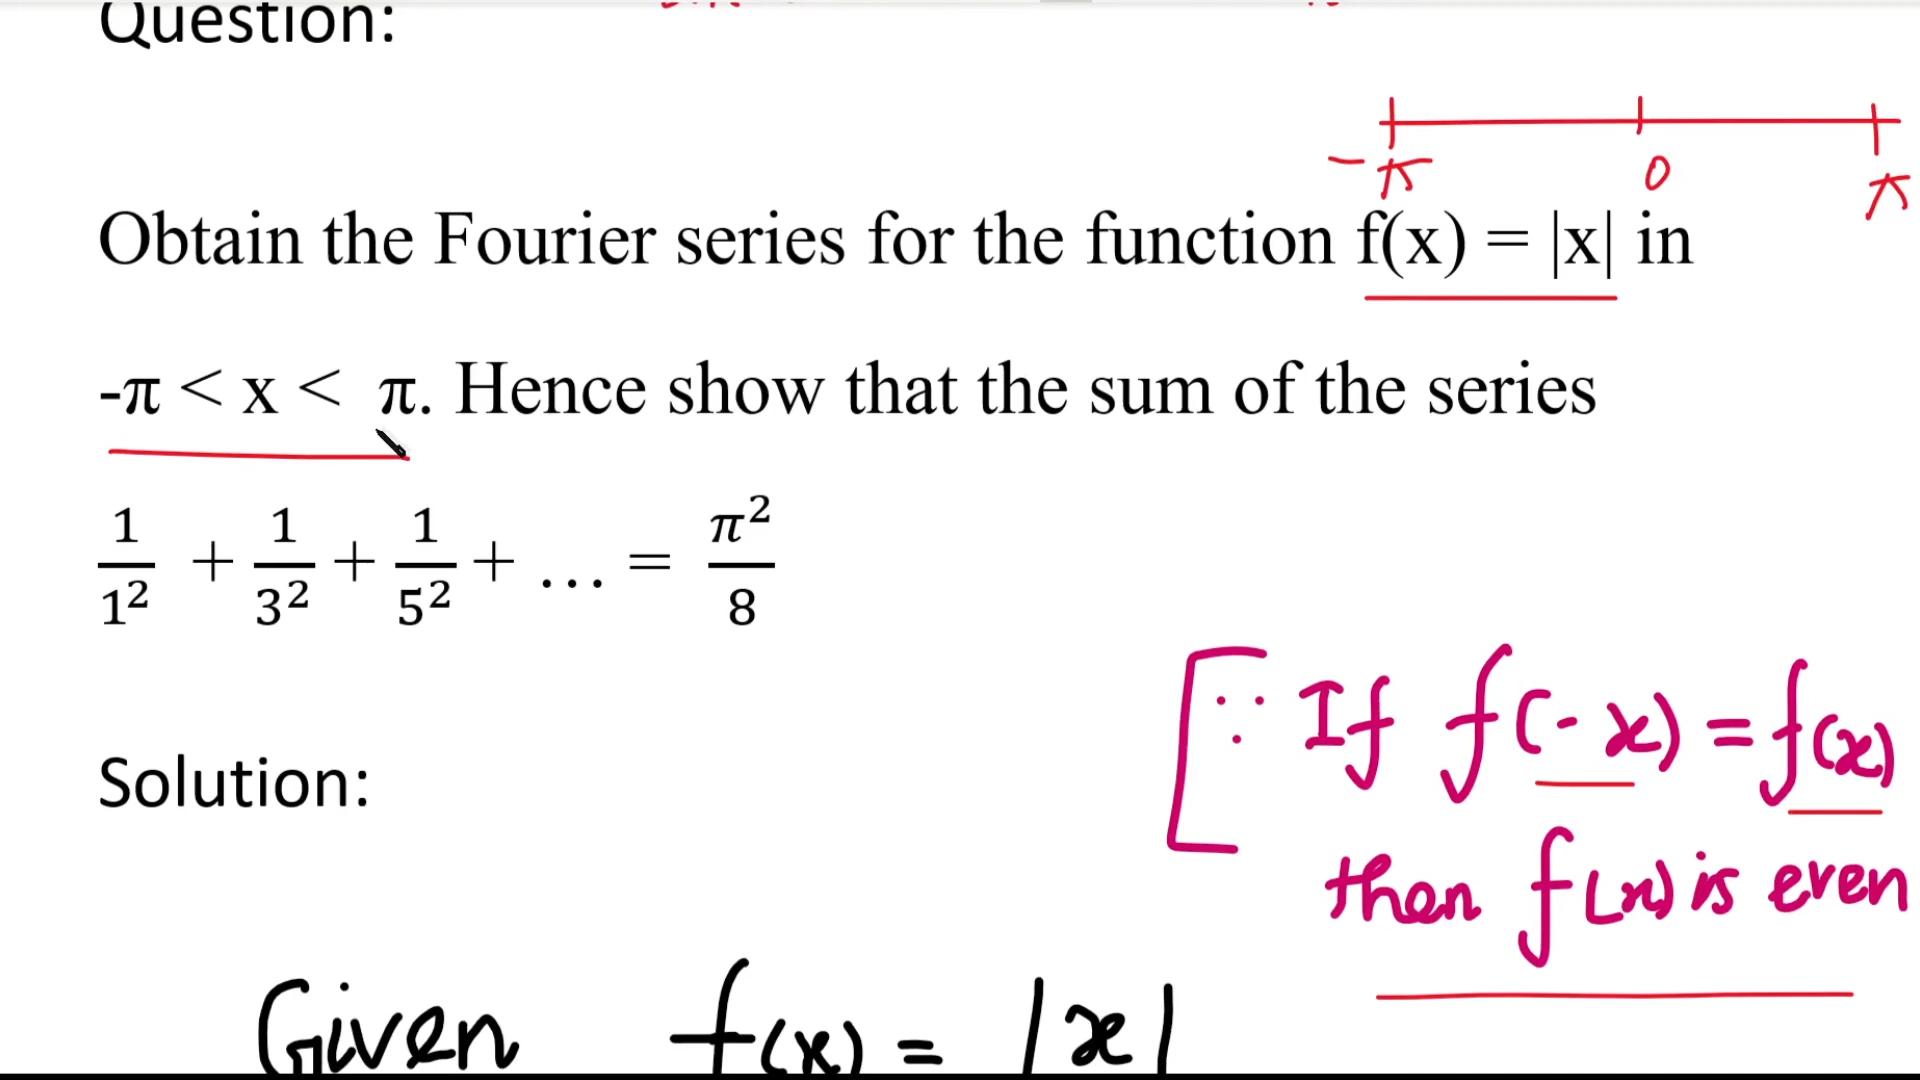 Question:
-π 0 π
Obtain the Fourier series for the function f(x) = |x| in
-π < x < π. Hence show that the sum of the series
1/1² + 1/3² + 1/5² + ... = π²/8
[∵ If f(-x) = f(x)
then f(x) is even
Solution:
Given f(x) = |x|